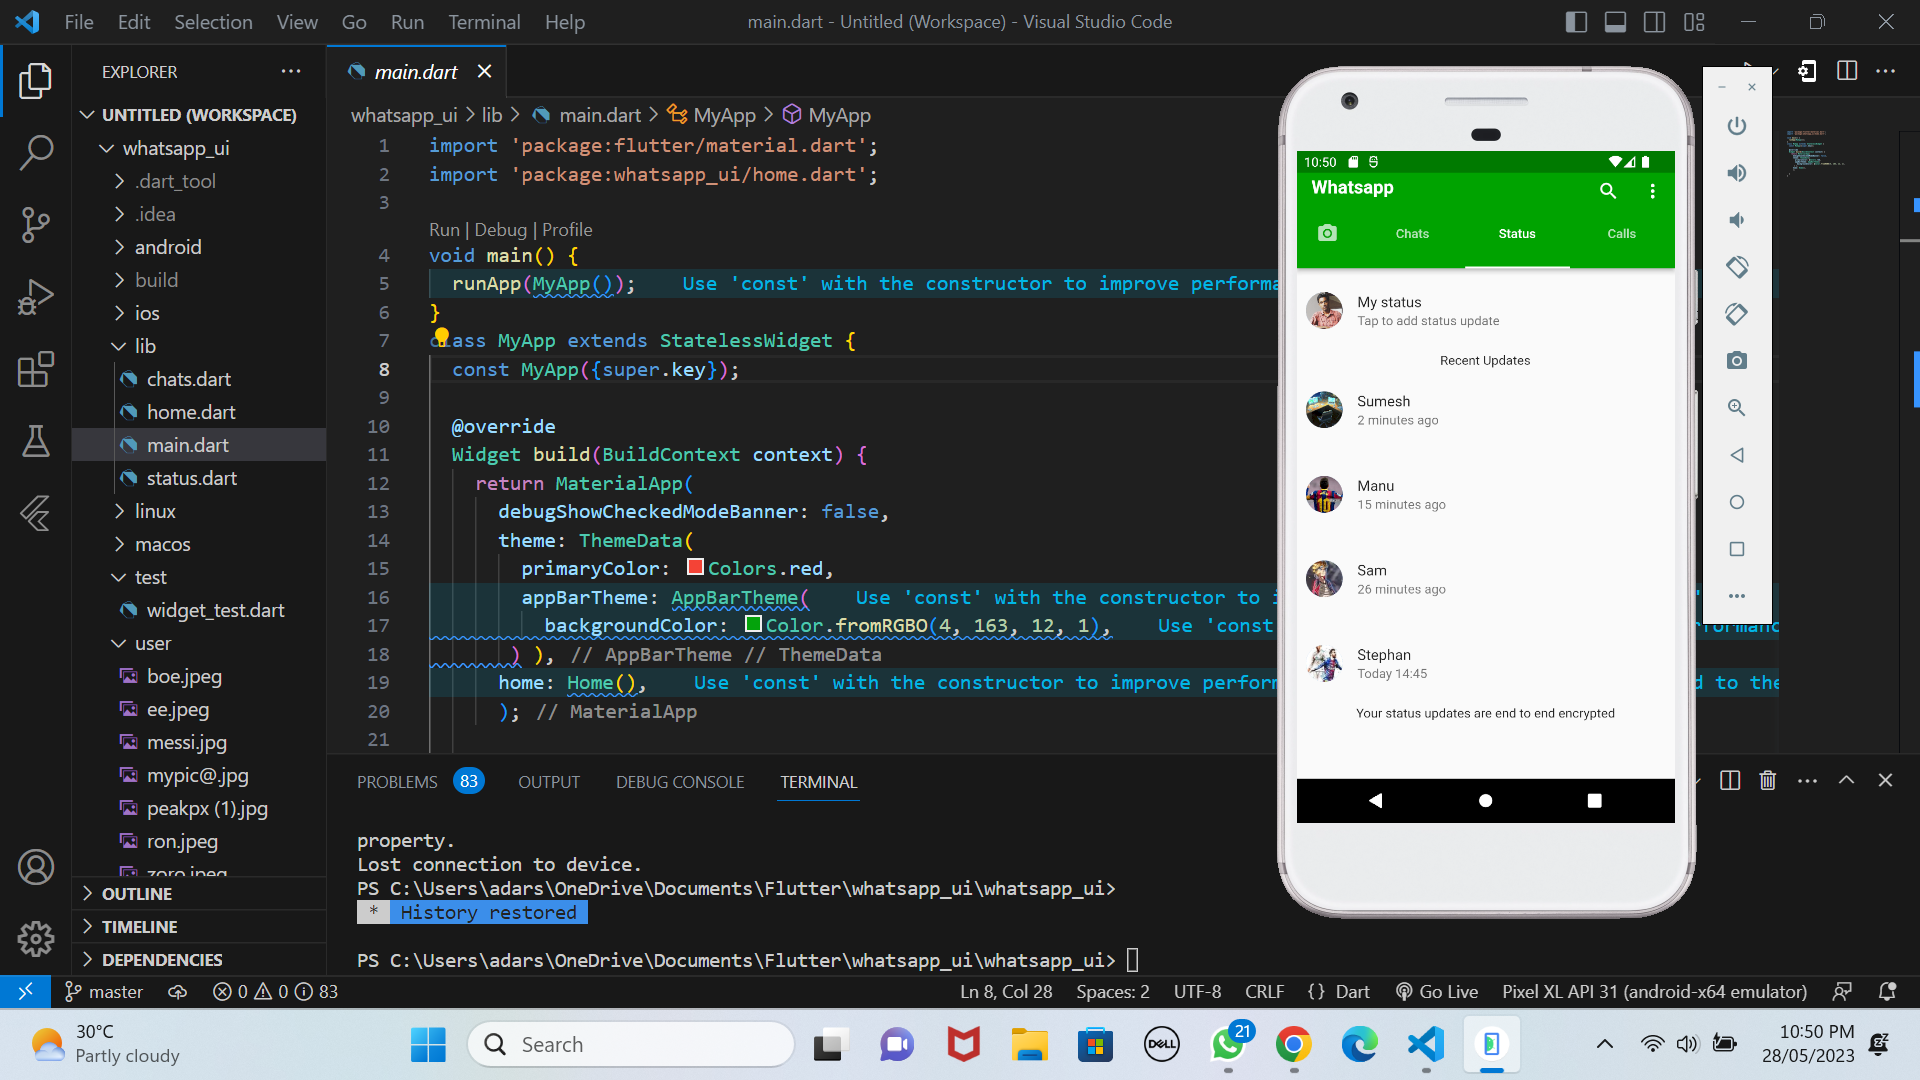 File Edit Selection View Go Run Terminal Help
main.dart - Untitled (Workspace) - Visual Studio Code
EXPLORER
UNTITLED (WORKSPACE)
whatsapp_ui
.dart_tool
.idea
android
build
ios
lib
chats.dart
home.dart
main.dart
status.dart
linux
macos
test
widget_test.dart
user
boe.jpeg
ee.jpeg
messi.jpg
mypic@.jpg
peakpx (1).jpg
ron.jpeg
zoro.jpeg
OUTLINE
TIMELINE
DEPENDENCIES
main.dart
whatsapp_ui > lib > main.dart > MyApp > MyApp
1 import 'package:flutter/material.dart';
2 import 'package:whatsapp_ui/home.dart';
3
Run | Debug | Profile
4 void main() {
5 runApp(MyApp()); Use 'const' with the constructor to improve performa
6 }
7 class MyApp extends StatelessWidget {
8 const MyApp({super.key});
9
10 @override
11 Widget build(BuildContext context) {
12 return MaterialApp(
13 debugShowCheckedModeBanner: false,
14 theme: ThemeData(
15 primaryColor: Colors.red,
16 appBarTheme: AppBarTheme( Use 'const' with the constructor to i
17 backgroundColor: Color.fromRGBO(4, 163, 12, 1), Use 'const
18 ) ), // AppBarTheme // ThemeData
19 home: Home(), Use 'const' with the constructor to improve perform d to the
20 ); // MaterialApp
21
PROBLEMS 83 OUTPUT DEBUG CONSOLE TERMINAL
property.
Lost connection to device.
PS C:\Users\adars\OneDrive\Documents\Flutter\whatsapp_ui\whatsapp_ui>
* History restored
PS C:\Users\adars\OneDrive\Documents\Flutter\whatsapp_ui\whatsapp_ui>
10:50
Whatsapp
Chats Status Calls
My status
Tap to add status update
Recent Updates
Sumesh
2 minutes ago
Manu
15 minutes ago
Sam
26 minutes ago
Stephan
Today 14:45
Your status updates are end to end encrypted
master 0 0 83 Ln 8, Col 28 Spaces: 2 UTF-8 CRLF {} Dart Go Live Pixel XL API 31 (android-x64 emulator)
30°C
Partly cloudy
Search
DELL
21
10:50 PM
28/05/2023